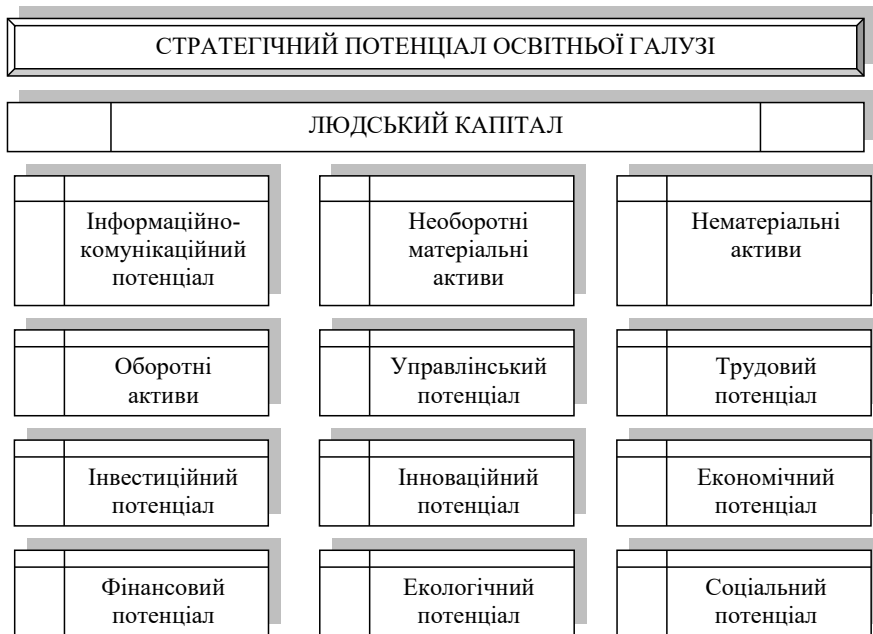 СТРАТЕГІЧНИЙ ПОТЕНЦІАЛ ОСВІТНЬОЇ ГАЛУЗІ
ЛЮДСЬКИЙ КАПІТАЛ
Інформаційно-
комунікаційний
потенціал
Необоротні
матеріальні
активи
Нематеріальні
активи
Оборотні
активи
Управлінський
потенціал
Трудовий
потенціал
Інвестиційний
потенціал
Інноваційний
потенціал
Економічний
потенціал
Фінансовий
потенціал
Екологічний
потенціал
Соціальний
потенціал